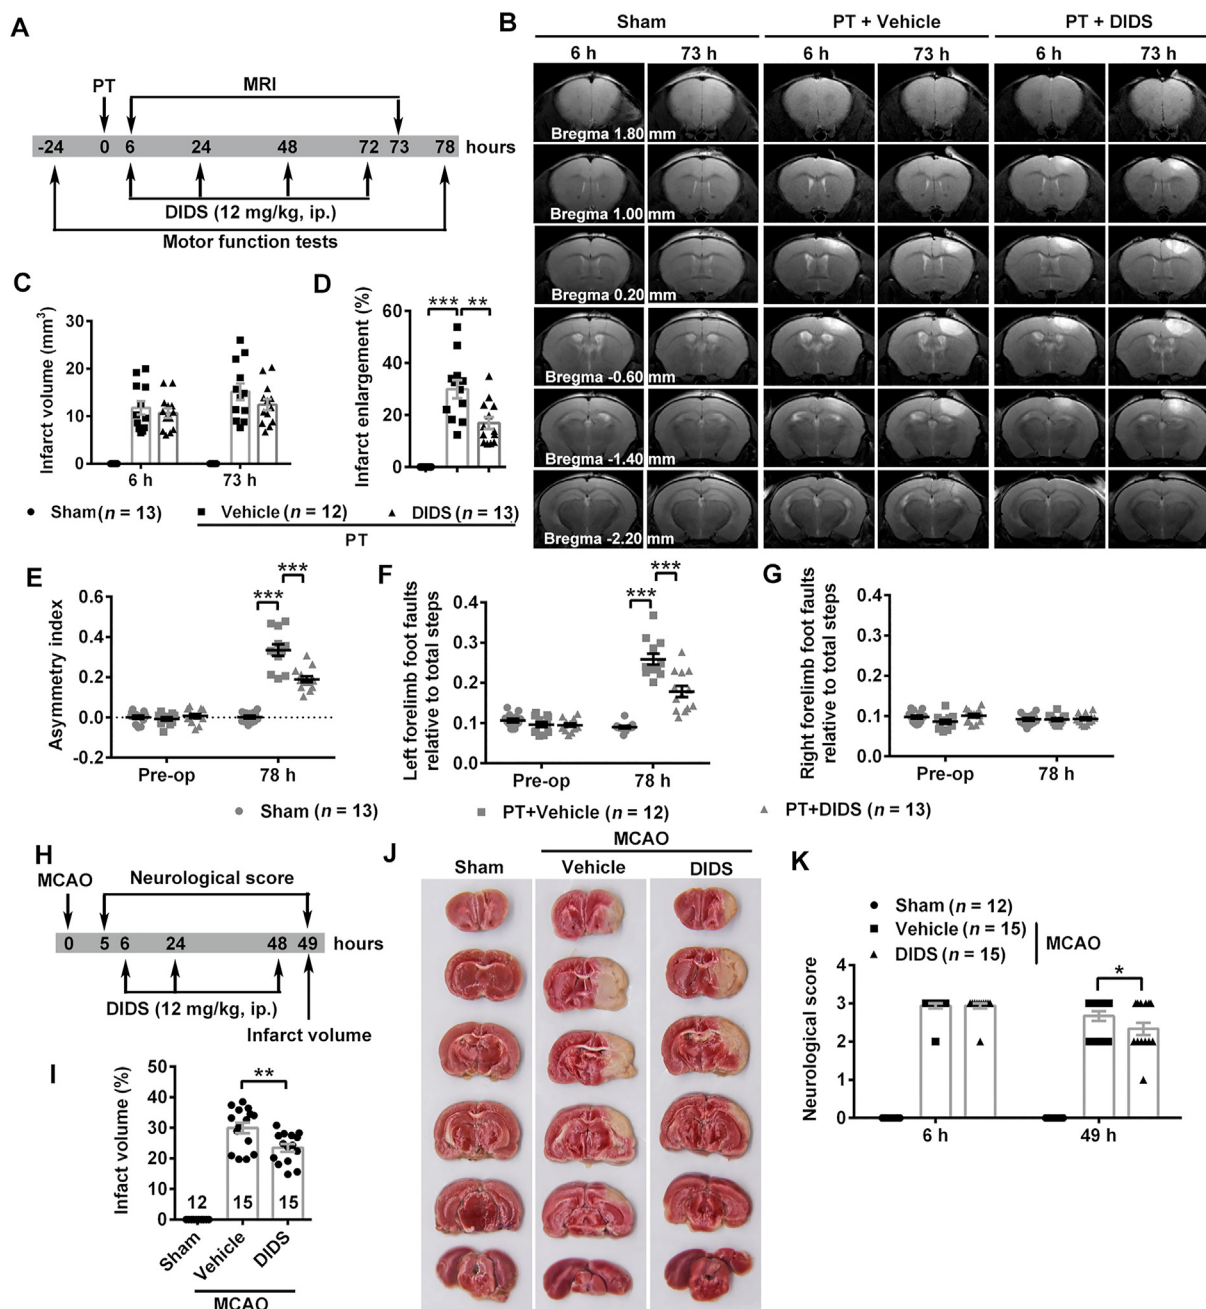 A
PT
MRI
-24 0 6 24 48 72 73 78 hours
DIDS (12 mg/kg, ip.)
Motor function tests
B
Sham PT + Vehicle PT + DIDS
6 h 73 h 6 h 73 h 6 h 73 h
Bregma 1.80 mm
Bregma 1.00 mm
Bregma 0.20 mm
Bregma -0.60 mm
Bregma -1.40 mm
Bregma -2.20 mm
C
Infarct volume (mm³)
30
20
10
0
6 h 73 h
D
Infarct enlargement (%)
60
40
20
0
*** **
Sham (n = 13) Vehicle (n = 12) DIDS (n = 13)
PT
E
Asymmetry index
0.6
0.4
0.2
0.0
-0.2
***
***
Pre-op 78 h
F
Left forelimb foot faults
relative to total steps
0.4
0.3
0.2
0.1
0.0
***
***
Pre-op 78 h
G
Right forelimb foot faults
relative to total steps
0.4
0.3
0.2
0.1
0.0
Pre-op 78 h
Sham (n = 13) PT+Vehicle (n = 12) PT+DIDS (n = 13)
H
MCAO
Neurological score
0 5 6 24 48 49 hours
DIDS (12 mg/kg, ip.)
Infarct volume
I
Infact volume (%)
50
40
30
20
10
0
**
12 15 15
Sham Vehicle DIDS
MCAO
J
MCAO
Sham Vehicle DIDS
K
Sham (n = 12)
Vehicle (n = 15)
DIDS (n = 15)
MCAO
Neurological score
4
3
2
1
0
*
6 h 49 h